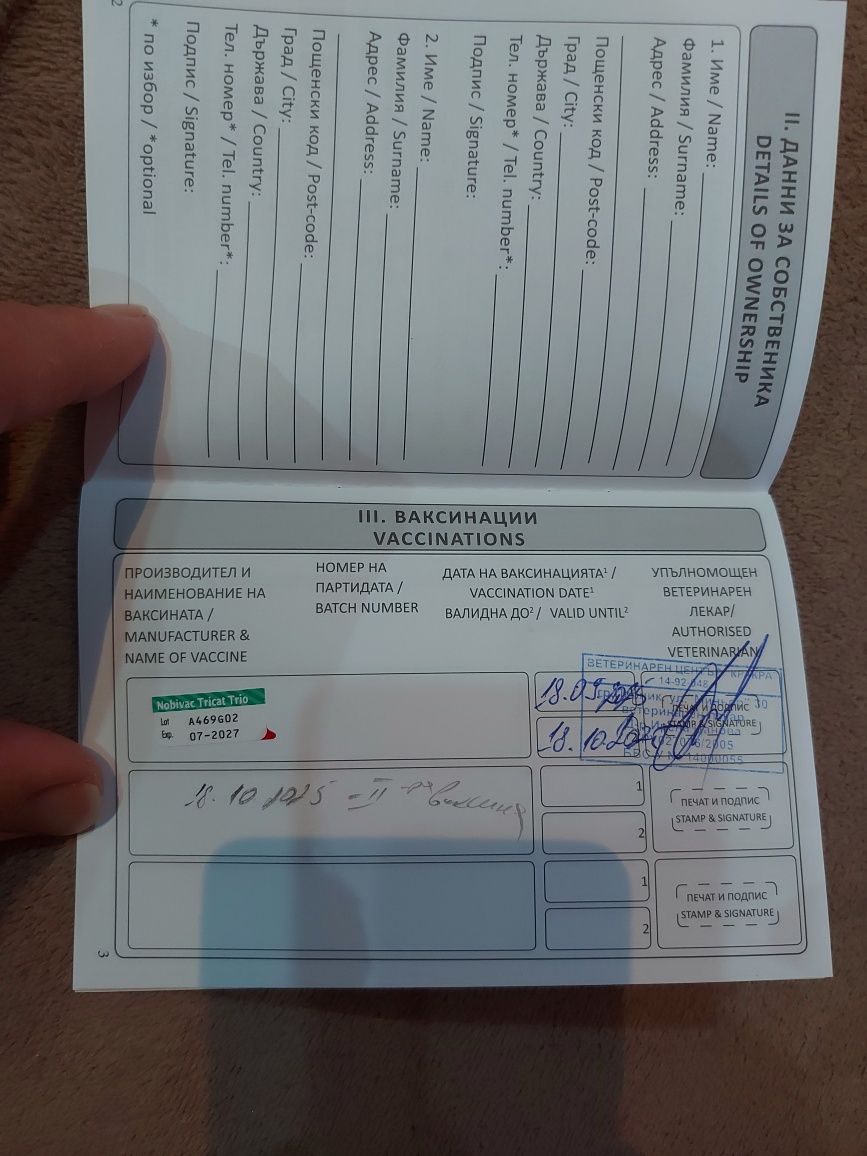 2
II. ДАННИ ЗА СОБСТВЕНИКА
DETAILS OF OWNERSHIP
1. Име / Name:
Фамилия / Surname:
Адрес / Address:
Пощенски код / Post-code:
Град / City:
Държава / Country:
Тел. номер* / Tel. number*:
Подпис / Signature:
2. Име / Name:
Фамилия / Surname:
Адрес / Address:
Пощенски код / Post-code:
Град / City:
Държава / Country:
Тел. номер* / Tel. number*:
Подпис / Signature:
* по избор / *optional
III. ВАКСИНАЦИИ
VACCINATIONS
ПРОИЗВОДИТЕЛ И
НАИМЕНОВАНИЕ НА
ВАКСИНАТА /
MANUFACTURER &
NAME OF VACCINE
НОМЕР НА
ПАРТИДАТА /
BATCH NUMBER
ДАТА НА ВАКСИНАЦИЯТА¹ /
VACCINATION DATE¹
ВАЛИДНА ДО² / VALID UNTIL²
УПЪЛНОМОЩЕН
ВЕТЕРИНАРЕН
ЛЕКАР/
AUTHORISED
VETERINARIAN
Nobivac Tricat Trio
Lot A469G02
Exp. 07-2027
18.10.2025
ВЕТЕРИНАРЕН ЦЕНТЪР
ПЕЧАТ И ПОДПИС
STAMP & SIGNATURE
18. 10 2025 - II
1
2
ПЕЧАТ И ПОДПИС
STAMP & SIGNATURE
1
2
ПЕЧАТ И ПОДПИС
STAMP & SIGNATURE
3